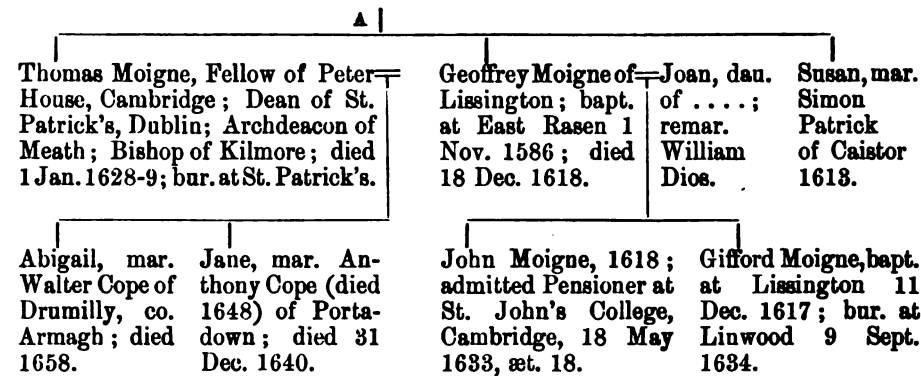 A
Thomas Moigne, Fellow of Peter
House, Cambridge; Dean of St.
Patrick's, Dublin; Archdeacon of
Meath; Bishop of Kilmore; died
1 Jan. 1628-9; bur. at St. Patrick's.
Geoffrey Moigne of
Lissington; bapt.
at East Rasen 1
Nov. 1586; died
18 Dec. 1618.
Joan, dau.
of ....;
remar.
William
Dios.
Susan, mar.
Simon
Patrick
of Caistor
1613.
Abigail, mar.
Walter Cope of
Drumilly, co.
Armagh; died
1658.
Jane, mar. An-
thony Cope (died
1648) of Porta-
down; died 31
Dec. 1640.
John Moigne, 1618;
admitted Pensioner at
St. John's College,
Cambridge, 18 May
1633, æt. 18.
Gifford Moigne, bapt.
at Lissington 11
Dec. 1617; bur. at
Linwood 9 Sept.
1634.